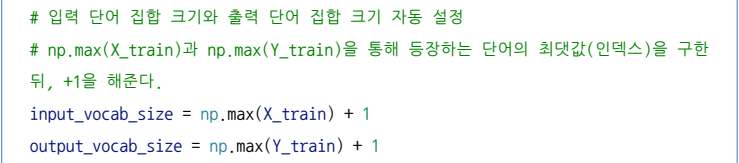 # 입력 단어 집합 크기와 출력 단어 집합 크기 자동 설정
# np.max(X_train)과 np.max(Y_train)을 통해 등장하는 단어의 최댓값(인덱스)을 구한
뒤, +1을 해준다.
input_vocab_size = np.max(X_train) + 1
output_vocab_size = np.max(Y_train) + 1